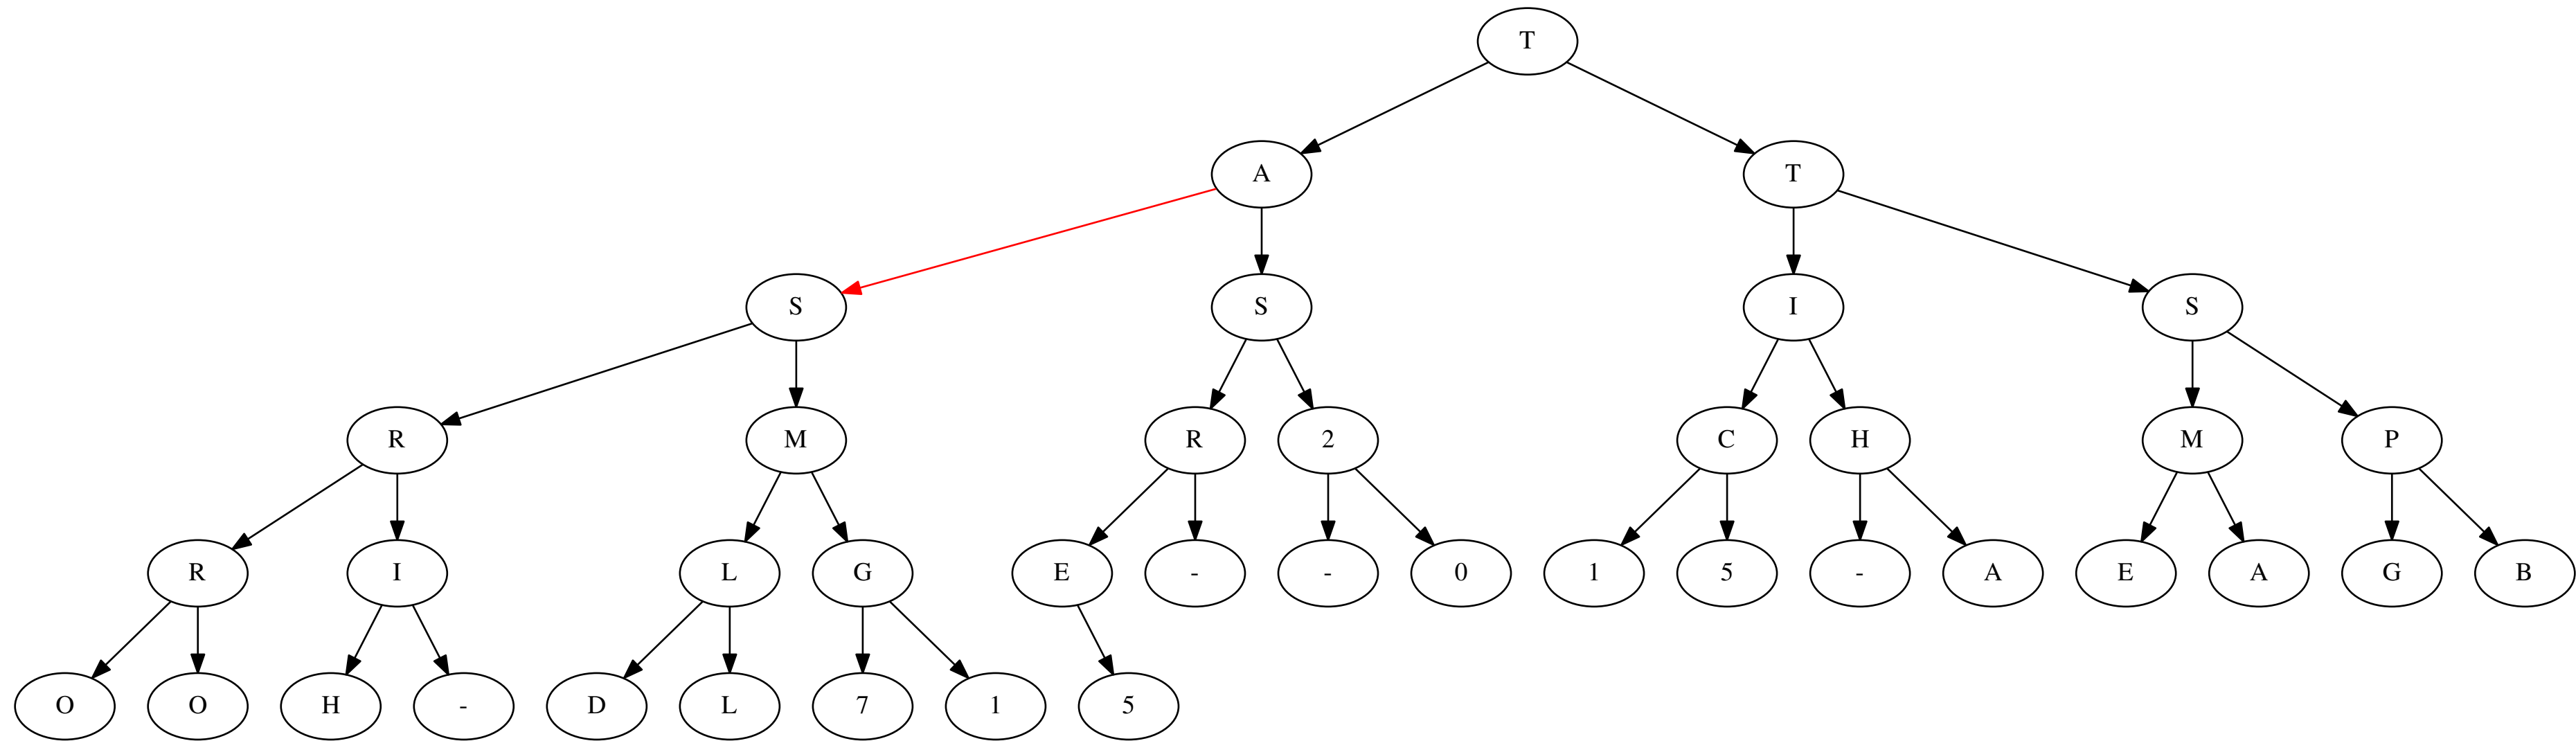 T
A T
S S I S
R M R 2 C H M P
R I L G E - - 0 1 5 - A E A G B
O O H - D L 7 1 5